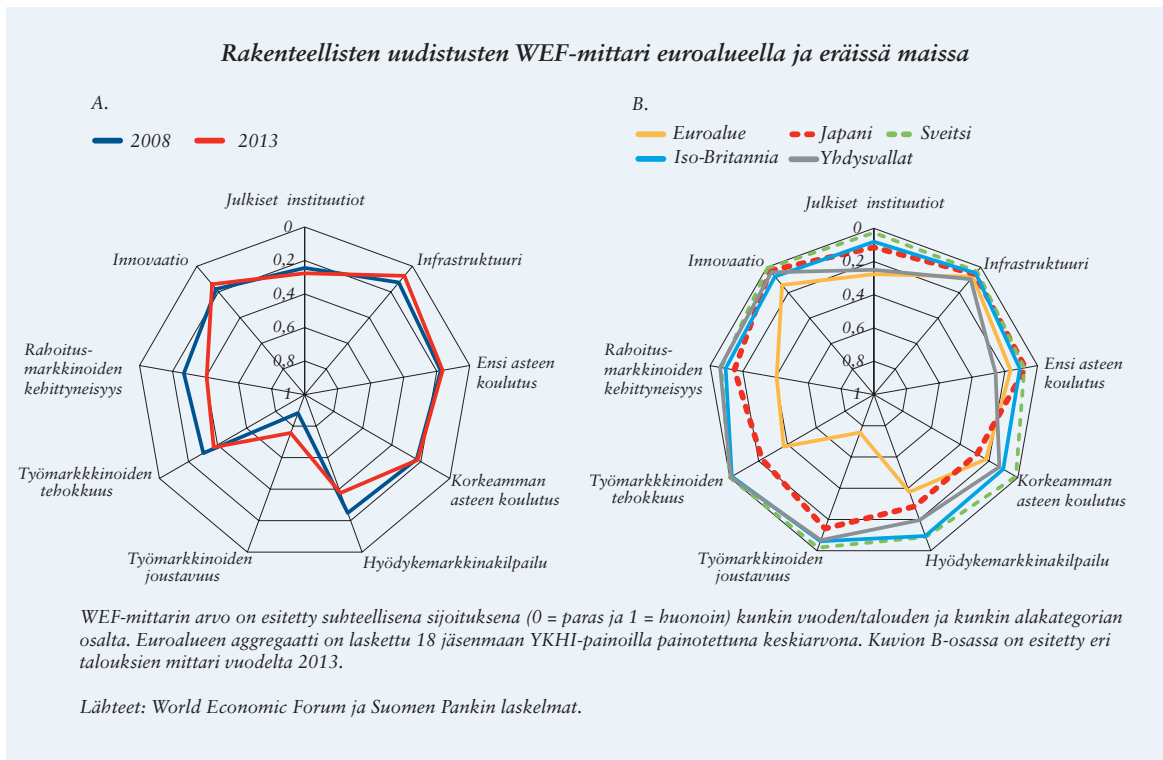 Rakenteellisten uudistusten WEF-mittari euroalueella ja eräissä maissa
A.
2008 2013
Julkiset instituutiot
Infrastruktuuri
Ensi asteen
koulutus
Korkeamman
asteen koulutus
Hyödykemarkkinakilpailu
Työmarkkinoiden
joustavuus
Työmarkkkinoiden
tehokkuus
Rahoitus-
markkinoiden
kehittyneisyys
Innovaatio
0
0,2
0,4
0,6
0,8
1
B.
Euroalue Japani Sveitsi
Iso-Britannia Yhdysvallat
Julkiset instituutiot
Infrastruktuuri
Ensi asteen
koulutus
Korkeamman
asteen koulutus
Hyödykemarkkinakilpailu
Työmarkkinoiden
joustavuus
Työmarkkkinoiden
tehokkuus
Rahoitus-
markkinoiden
kehittyneisyys
Innovaatio
0
0,2
0,4
0,6
0,8
1
WEF-mittarin arvo on esitetty suhteellisena sijoituksena (0 = paras ja 1 = huonoin) kunkin vuoden/talouden ja kunkin alakategorian
osalta. Euroalueen aggregaatti on laskettu 18 jäsenmaan YKHI-painoilla painotettuna keskiarvona. Kuvion B-osassa on esitetty eri
talouksien mittari vuodelta 2013.
Lähteet: World Economic Forum ja Suomen Pankin laskelmat.